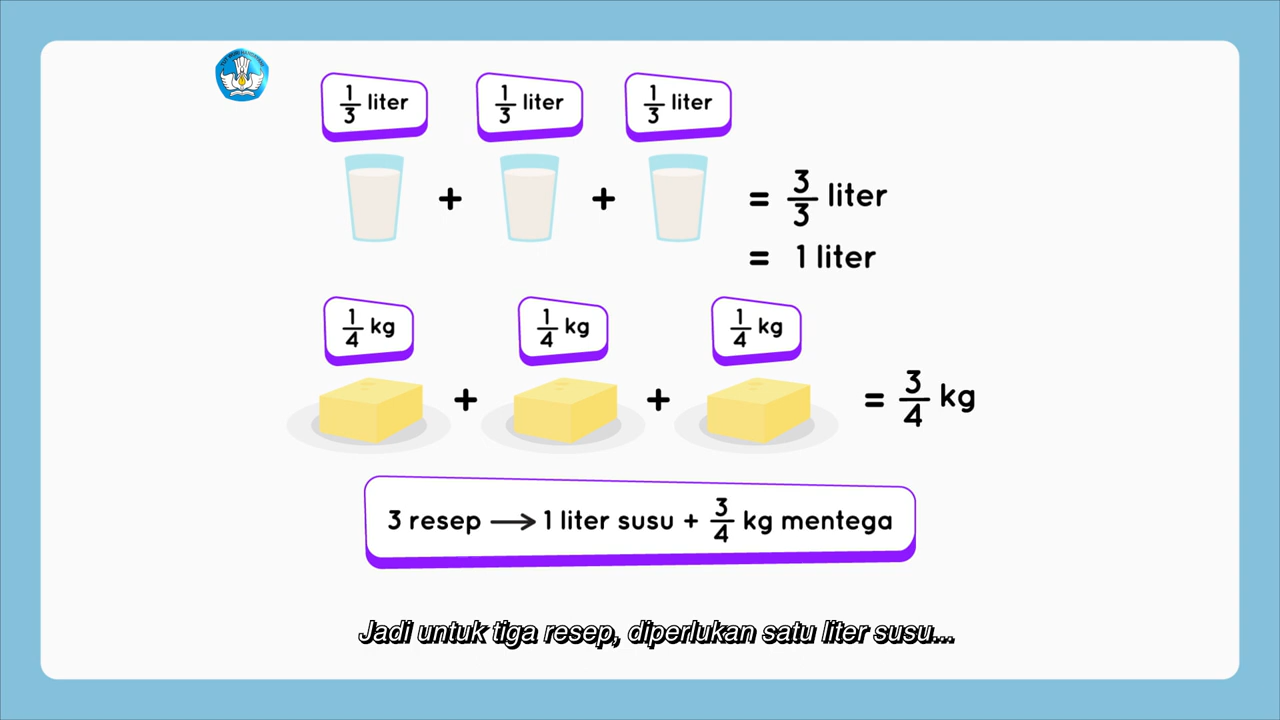 1/3 liter 1/3 liter 1/3 liter
+ + = 3/3 liter
= 1 liter
1/4 kg 1/4 kg 1/4 kg
+ + = 3/4 kg
3 resep → 1 liter susu + 3/4 kg mentega
Jadi untuk tiga resep, diperlukan satu liter susu...